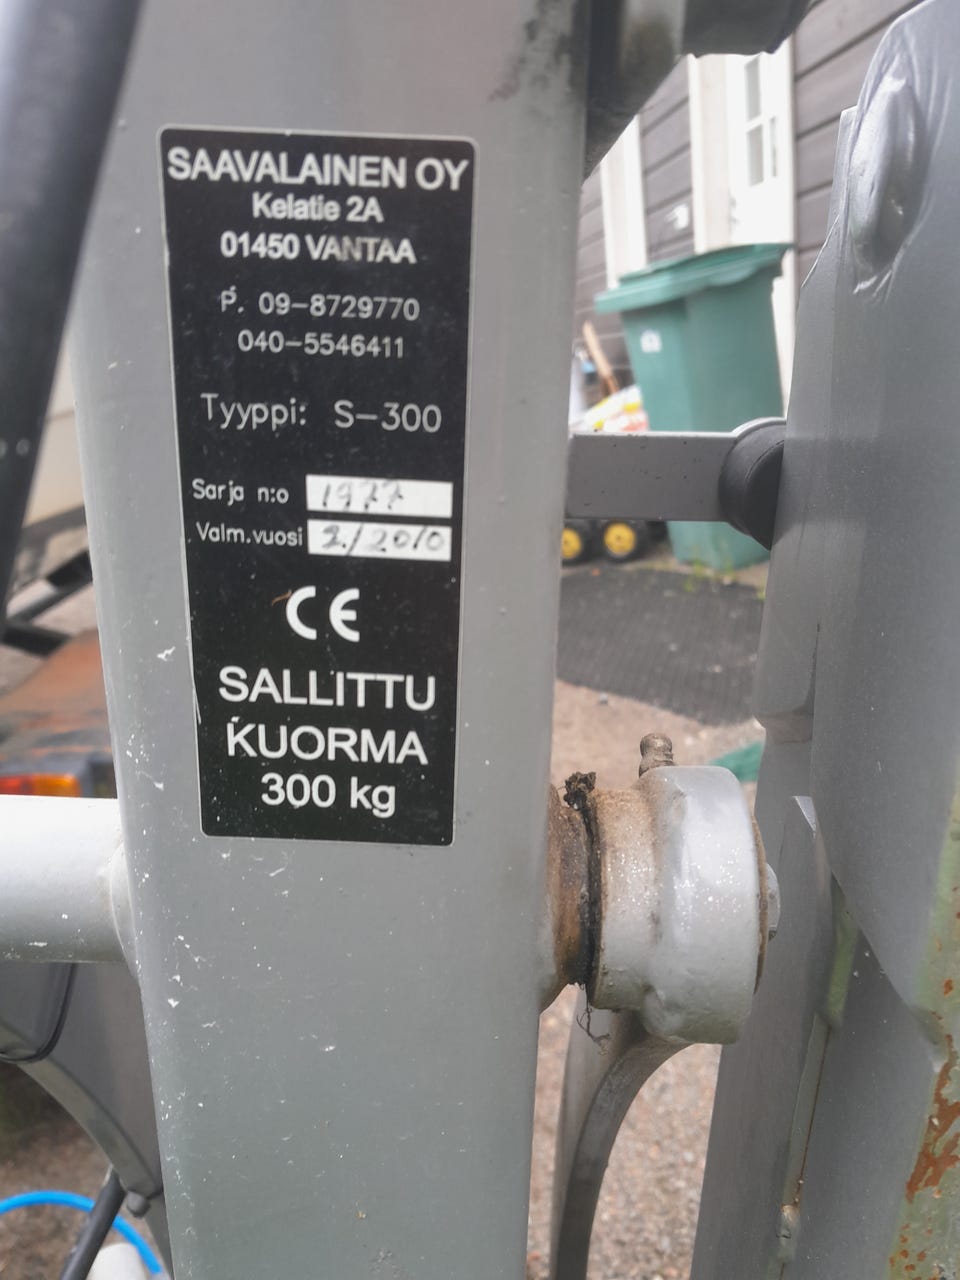 SAAVALAINEN OY
Kelatie 2A
01450 VANTAA
P. 09-8729770
040-5546411
Tyyppi: S-300
Sarja n:o 1977
Valm.vuosi 2/2010
CE
SALLITTU
KUORMA
300 kg